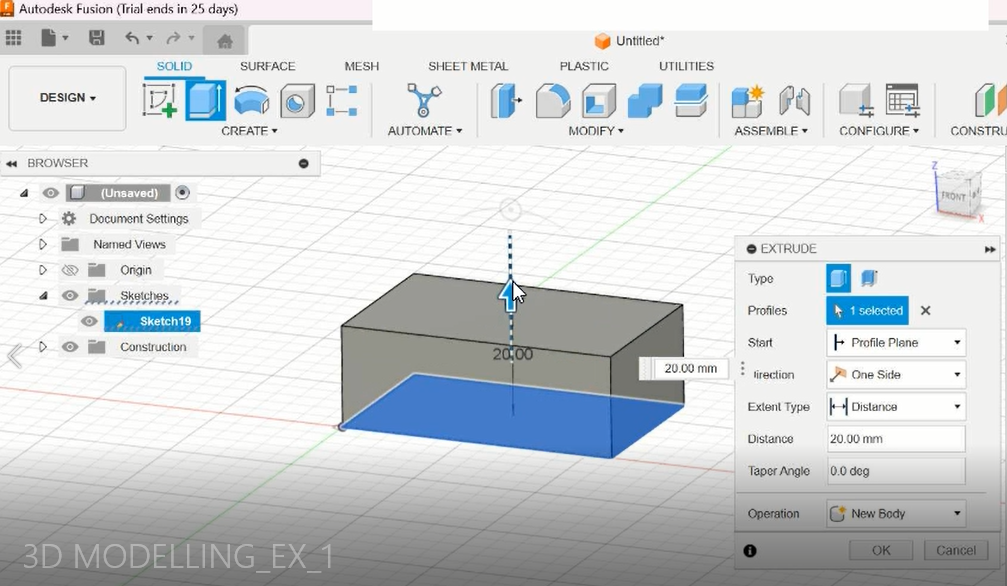 Autodesk Fusion (Trial ends in 25 days)
Untitled*
SOLID SURFACE MESH SHEET METAL PLASTIC UTILITIES
DESIGN
CREATE AUTOMATE MODIFY ASSEMBLE CONFIGURE CONSTRU
BROWSER
(Unsaved)
Document Settings
Named Views
Origin
Sketches
Sketch19
Construction
Z
FRONT
X
20.00
20.00 mm
EXTRUDE
Type
Profiles 1 selected
Start Profile Plane
irection One Side
Extent Type Distance
Distance 20.00 mm
Taper Angle 0.0 deg
Operation New Body
OK Cancel
3D MODELLING_EX_1